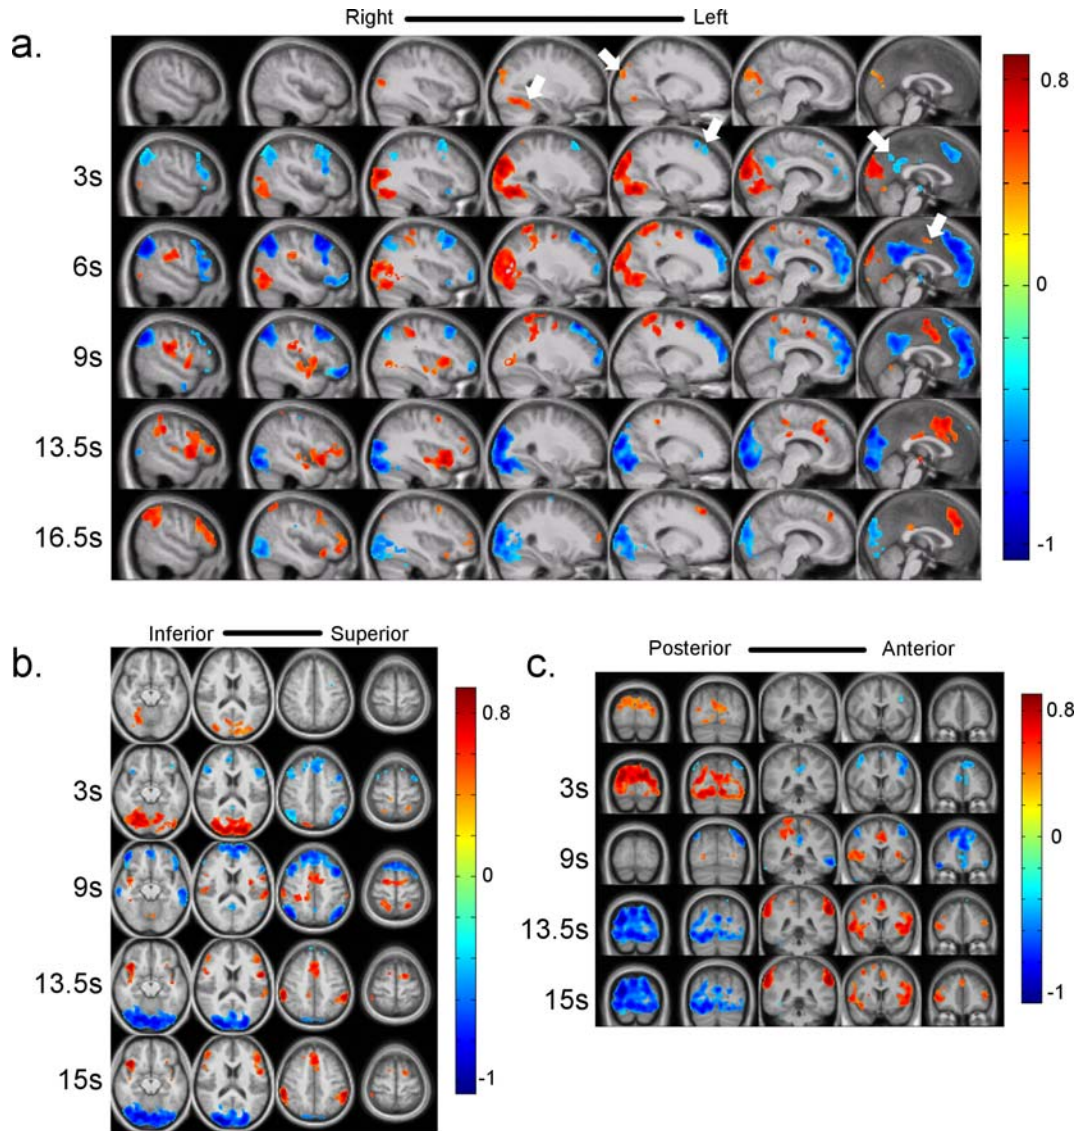 Right Left
a.
0.8
3s
6s
0
9s
13.5s
16.5s
-1
Inferior Superior
b.
0.8
3s
9s
0
13.5s
15s
-1
Posterior Anterior
c.
0.8
3s
9s
0
13.5s
15s
-1